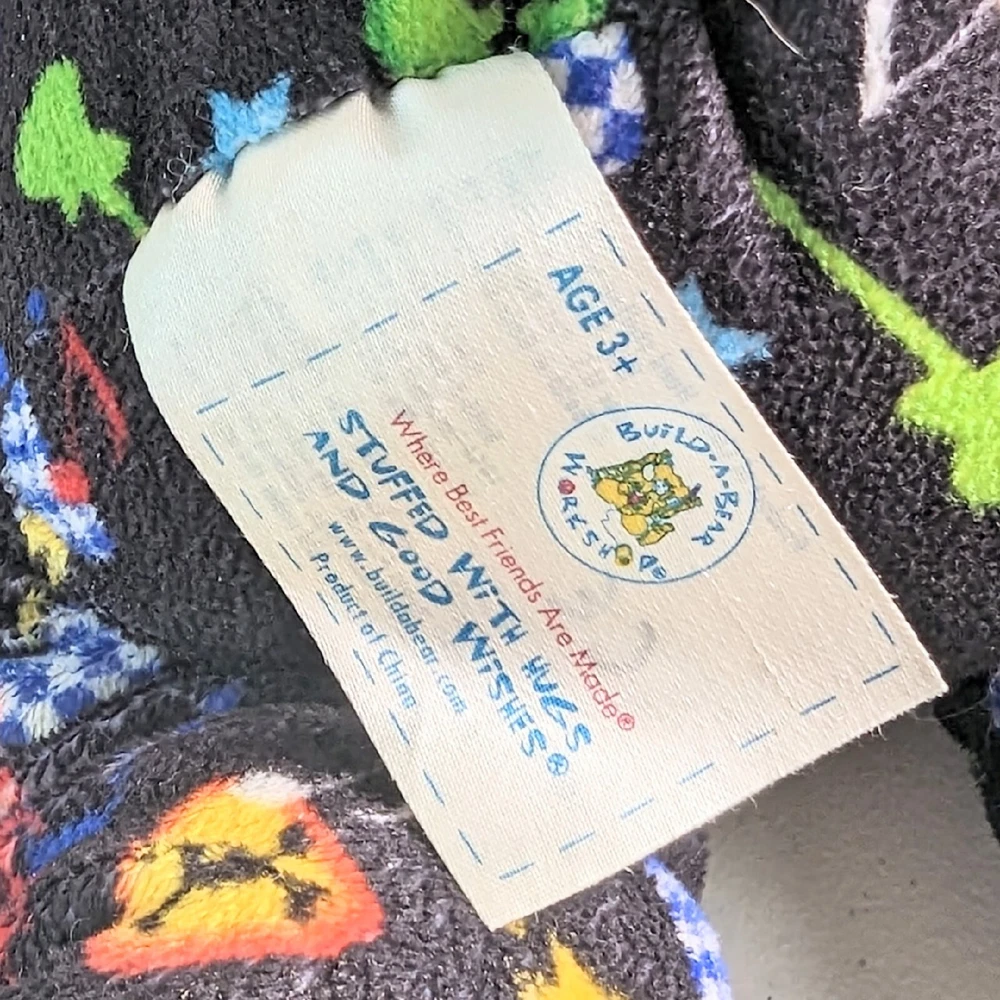 AGE 3+
BUiLD-A-BEAR
WORKSHOP®
Where Best Friends Are Made®
STUFFED WiTH HUGS
AND GOOD WiSHES®
www.buildabear.com
Product of China